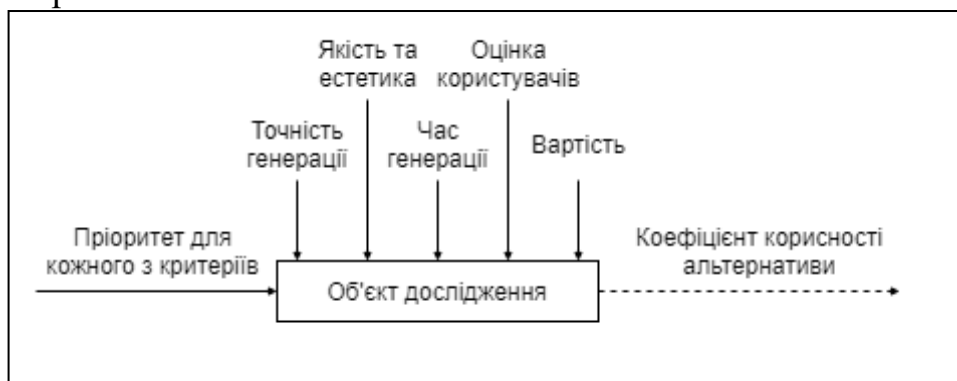 Якість та
естетика
Оцінка
користувачів
Точність
генерації
Час
генерації
Вартість
Пріоритет для
кожного з критеріїв
Коефіцієнт корисності
альтернативи
Об'єкт дослідження